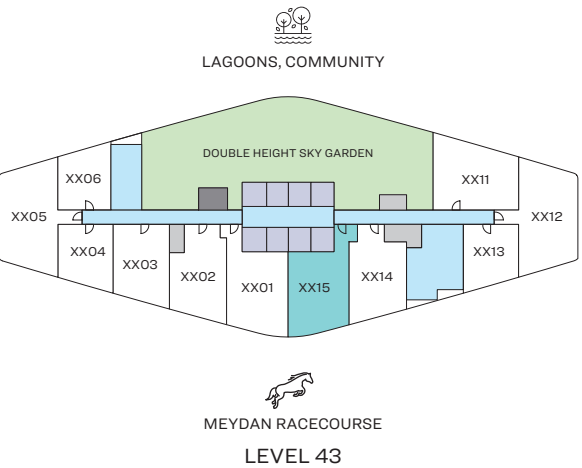 LAGOONS, COMMUNITY
DOUBLE HEIGHT SKY GARDEN
XX06
XX11
XX05
XX12
XX04
XX03
XX02
XX01
XX15
XX14
XX13
MEYDAN RACECOURSE
LEVEL 43